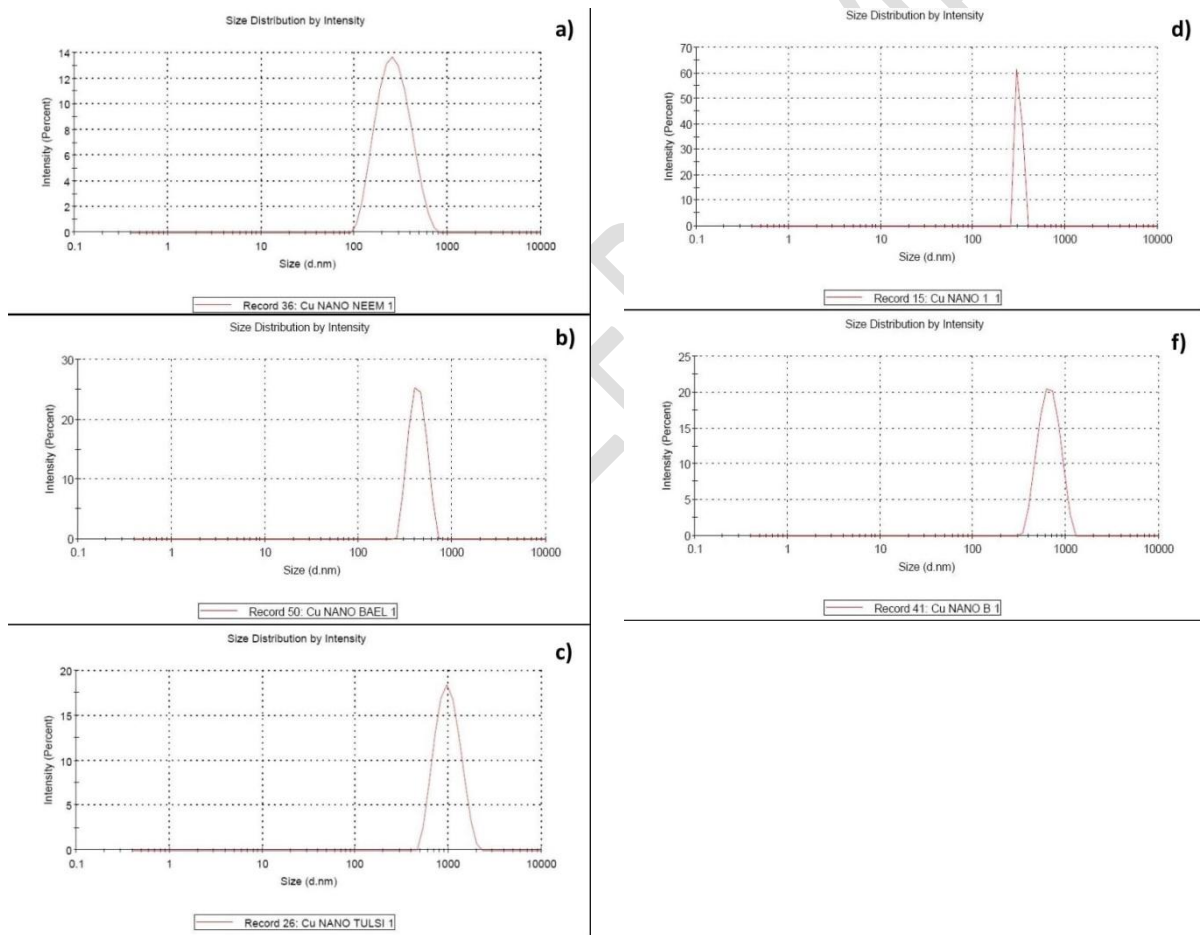 Size Distribution by Intensity
a)
14
12
10
8
6
4
2
0
Intensity (Percent)
0.1 1 10 100 1000 10000
Size (d.nm)
Record 36: Cu NANO NEEM 1
Size Distribution by Intensity
b)
30
20
10
0
Intensity (Percent)
0.1 1 10 100 1000 10000
Size (d.nm)
Record 50: Cu NANO BAEL 1
Size Distribution by Intensity
c)
20
15
10
5
0
Intensity (Percent)
0.1 1 10 100 1000 10000
Size (d.nm)
Record 26: Cu NANO TULSI 1
Size Distribution by Intensity
d)
70
60
50
40
30
20
10
0
Intensity (Percent)
0.1 1 10 100 1000 10000
Size (d.nm)
Record 15: Cu NANO 1 1
Size Distribution by Intensity
f)
25
20
15
10
5
0
Intensity (Percent)
0.1 1 10 100 1000 10000
Size (d.nm)
Record 41: Cu NANO B 1